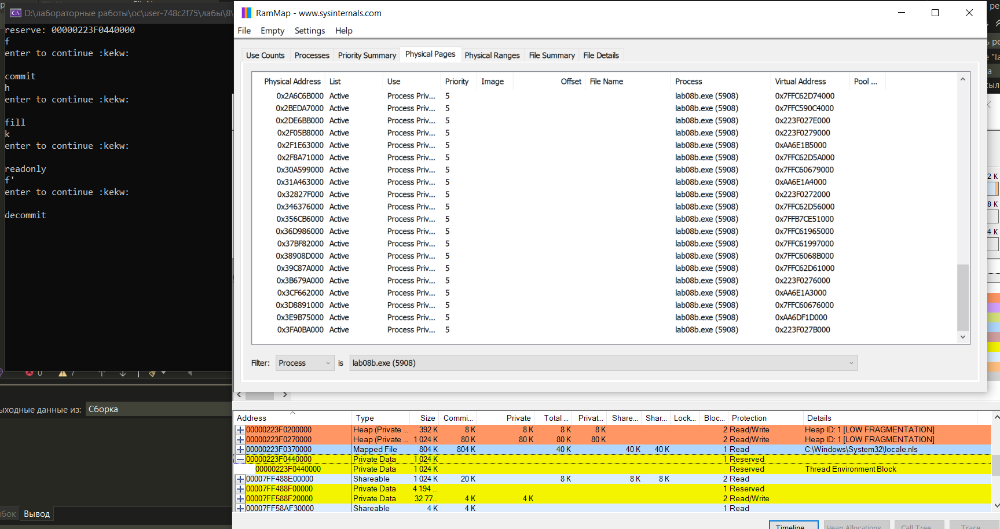 D:\лабораторные работы\ос\user-748c2f75\лабы\8\
reserve: 00000223F0440000
f
enter to continue :kekw:
commit
h
enter to continue :kekw:
fill
k
enter to continue :kekw:
readonly
f'
enter to continue :kekw:
decommit
RamMap - www.sysinternals.com
File Empty Settings Help
Use Counts Processes Priority Summary Physical Pages Physical Ranges File Summary File Details
Physical Address List Use Priority Image Offset File Name Process Virtual Address Pool ...
0x2A6C6B000 Active Process Priv... 5 lab08b.exe (5908) 0x7FFC62D74000
0x2BEDA7000 Active Process Priv... 5 lab08b.exe (5908) 0x7FFC590C4000
0x2DE6BB000 Active Process Priv... 5 lab08b.exe (5908) 0x223F027E000
0x2F05B8000 Active Process Priv... 5 lab08b.exe (5908) 0x223F0279000
0x2F1E63000 Active Process Priv... 5 lab08b.exe (5908) 0xAA6E1B5000
0x2F8A71000 Active Process Priv... 5 lab08b.exe (5908) 0x7FFC62D5A000
0x30A599000 Active Process Priv... 5 lab08b.exe (5908) 0x7FFC60679000
0x31A463000 Active Process Priv... 5 lab08b.exe (5908) 0xAA6E1A4000
0x32827F000 Active Process Priv... 5 lab08b.exe (5908) 0x223F0272000
0x346376000 Active Process Priv... 5 lab08b.exe (5908) 0x7FFC62D56000
0x356CB6000 Active Process Priv... 5 lab08b.exe (5908) 0x7FFB7CE51000
0x36D986000 Active Process Priv... 5 lab08b.exe (5908) 0x7FFC61965000
0x37BF82000 Active Process Priv... 5 lab08b.exe (5908) 0x7FFC61997000
0x38908D000 Active Process Priv... 5 lab08b.exe (5908) 0x7FFC6068B000
0x39C87A000 Active Process Priv... 5 lab08b.exe (5908) 0x7FFC62D61000
0x3B679A000 Active Process Priv... 5 lab08b.exe (5908) 0x223F0276000
0x3CF662000 Active Process Priv... 5 lab08b.exe (5908) 0xAA6E1A3000
0x3D8891000 Active Process Priv... 5 lab08b.exe (5908) 0x7FFC60676000
0x3E9B75000 Active Process Priv... 5 lab08b.exe (5908) 0xAA6DF1D000
0x3FA0BA000 Active Process Priv... 5 lab08b.exe (5908) 0x223F027B000
Filter: Process is lab08b.exe (5908)
2 K
8 K
4 K
0 7
ыходные данные из: Сборка
бок Вывод
Address Type Size Commi... Private Total ... Privat... Share... Shar... Lock... Bloc... Protection Details
00000223F0200000 Heap (Private ... 392 K 8 K 8 K 8 K 8 K 2 Read/Write Heap ID: 1 [LOW FRAGMENTATION]
00000223F0270000 Heap (Private ... 1 024 K 80 K 80 K 80 K 80 K 2 Read/Write Heap ID: 1 [LOW FRAGMENTATION]
00000223F0370000 Mapped File 804 K 804 K 40 K 40 K 40 K 1 Read C:\Windows\System32\locale.nls
00000223F0440000 Private Data 1 024 K 1 Reserved
00000223F0440000 Private Data 1 024 K Reserved Thread Environment Block
00007FF488E00000 Shareable 1 024 K 20 K 8 K 8 K 8 K 2 Read
00007FF488F00000 Private Data 4 194 ... 1 Reserved
00007FF588F20000 Private Data 32 77... 4 K 4 K 2 Read/Write
00007FF58AF30000 Shareable 4 K 4 K 1 Read
Timeline... Heap Allocations... Call Tree... Trace...